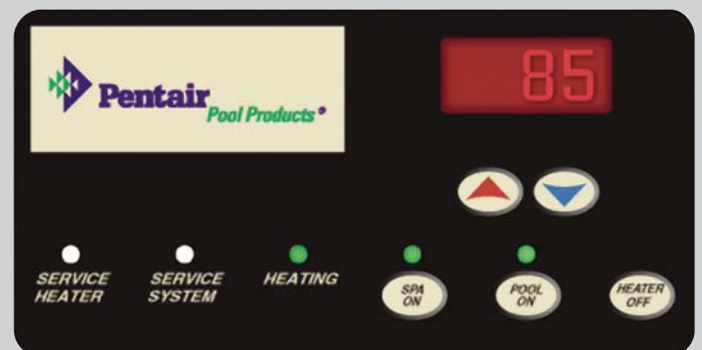 85
Pentair
Pool Products®
SERVICE
HEATER
SERVICE
SYSTEM
HEATING
SPA
ON
POOL
ON
HEATER
OFF